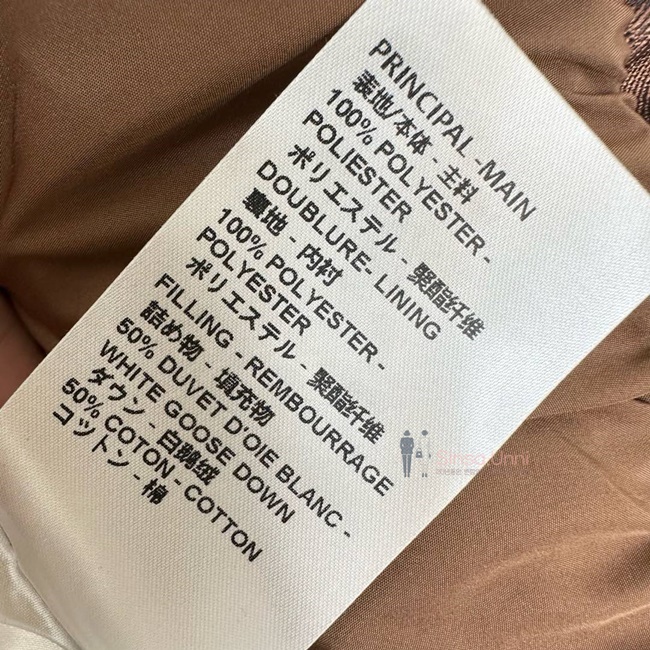 PRINCIPAL -MAIN
表地/本体 - 主料
100% POLYESTER -
POLIESTER
ポリエステル - 聚酯纤维
DOUBLURE- LINING
裏地 - 内衬
100% POLYESTER -
POLYESTER
ポリエステル - 聚酯纤维
FILLING - REMBOURRAGE
詰め物 - 填充物
50% DUVET D'OIE BLANC -
WHITE GOOSE DOWN
ダウン - 白鹅绒
50% COTON - COTTON
コットン - 棉